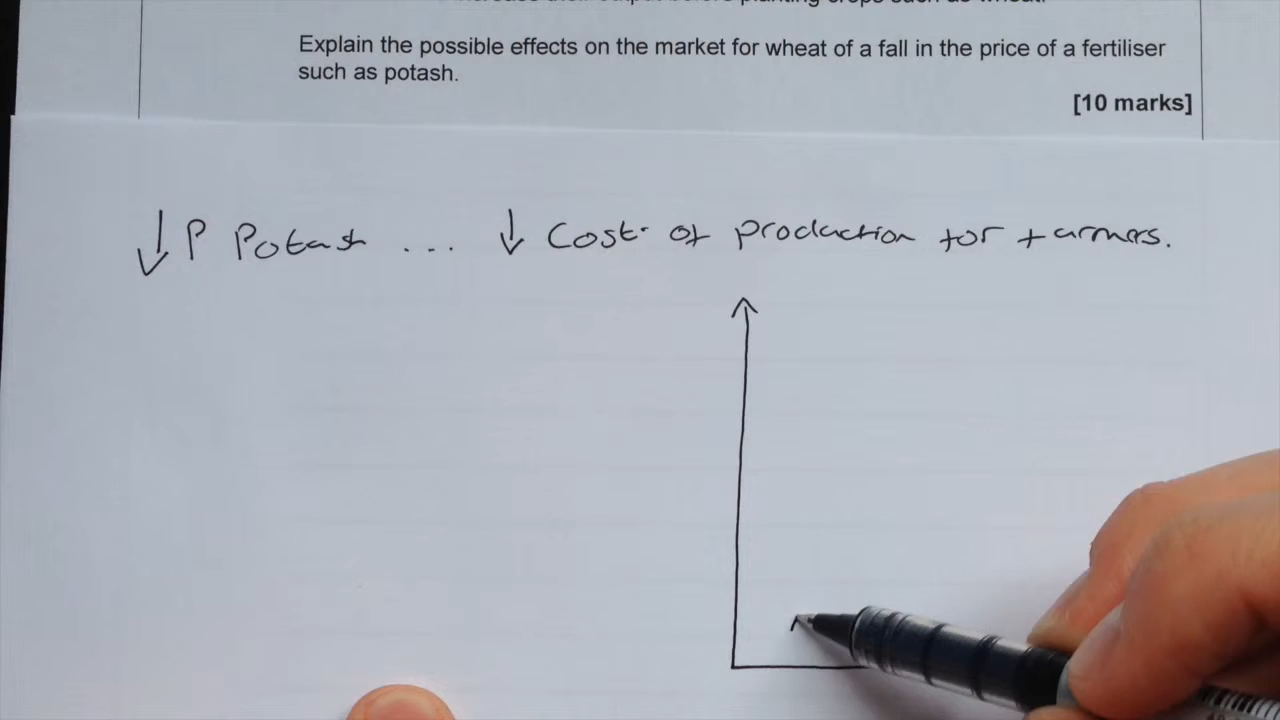 Explain the possible effects on the market for wheat of a fall in the price of a fertiliser
such as potash.
[10 marks]
↓ P Potash ... ↓ Cost of production for farmers.